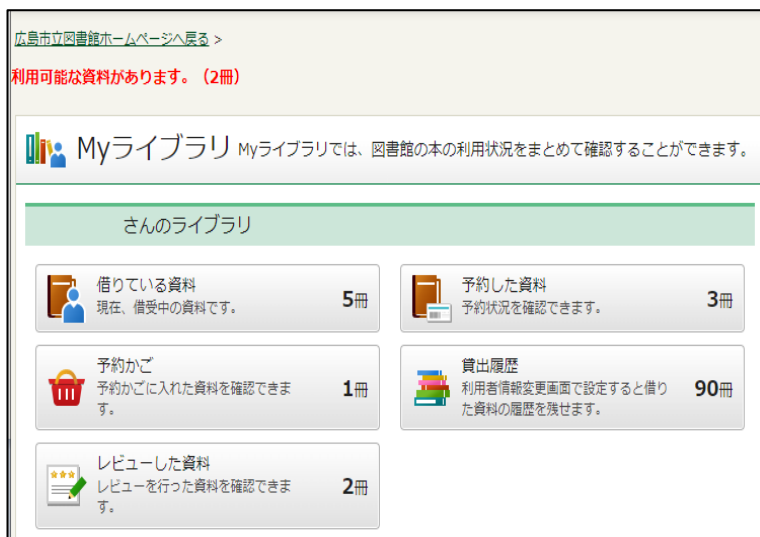 広島市立図書館ホームページへ戻る >
利用可能な資料があります。（2冊）
Myライブラリ Myライブラリでは、図書館の本の利用状況をまとめて確認することができます。
さんのライブラリ
借りている資料
現在、借受中の資料です。
5冊
予約した資料
予約状況を確認できます。
3冊
予約かご
予約かごに入れた資料を確認できま
す。
1冊
貸出履歴
利用者情報変更画面で設定すると借り
た資料の履歴を残せます。
90冊
レビューした資料
レビューを行った資料を確認できま
す。
2冊